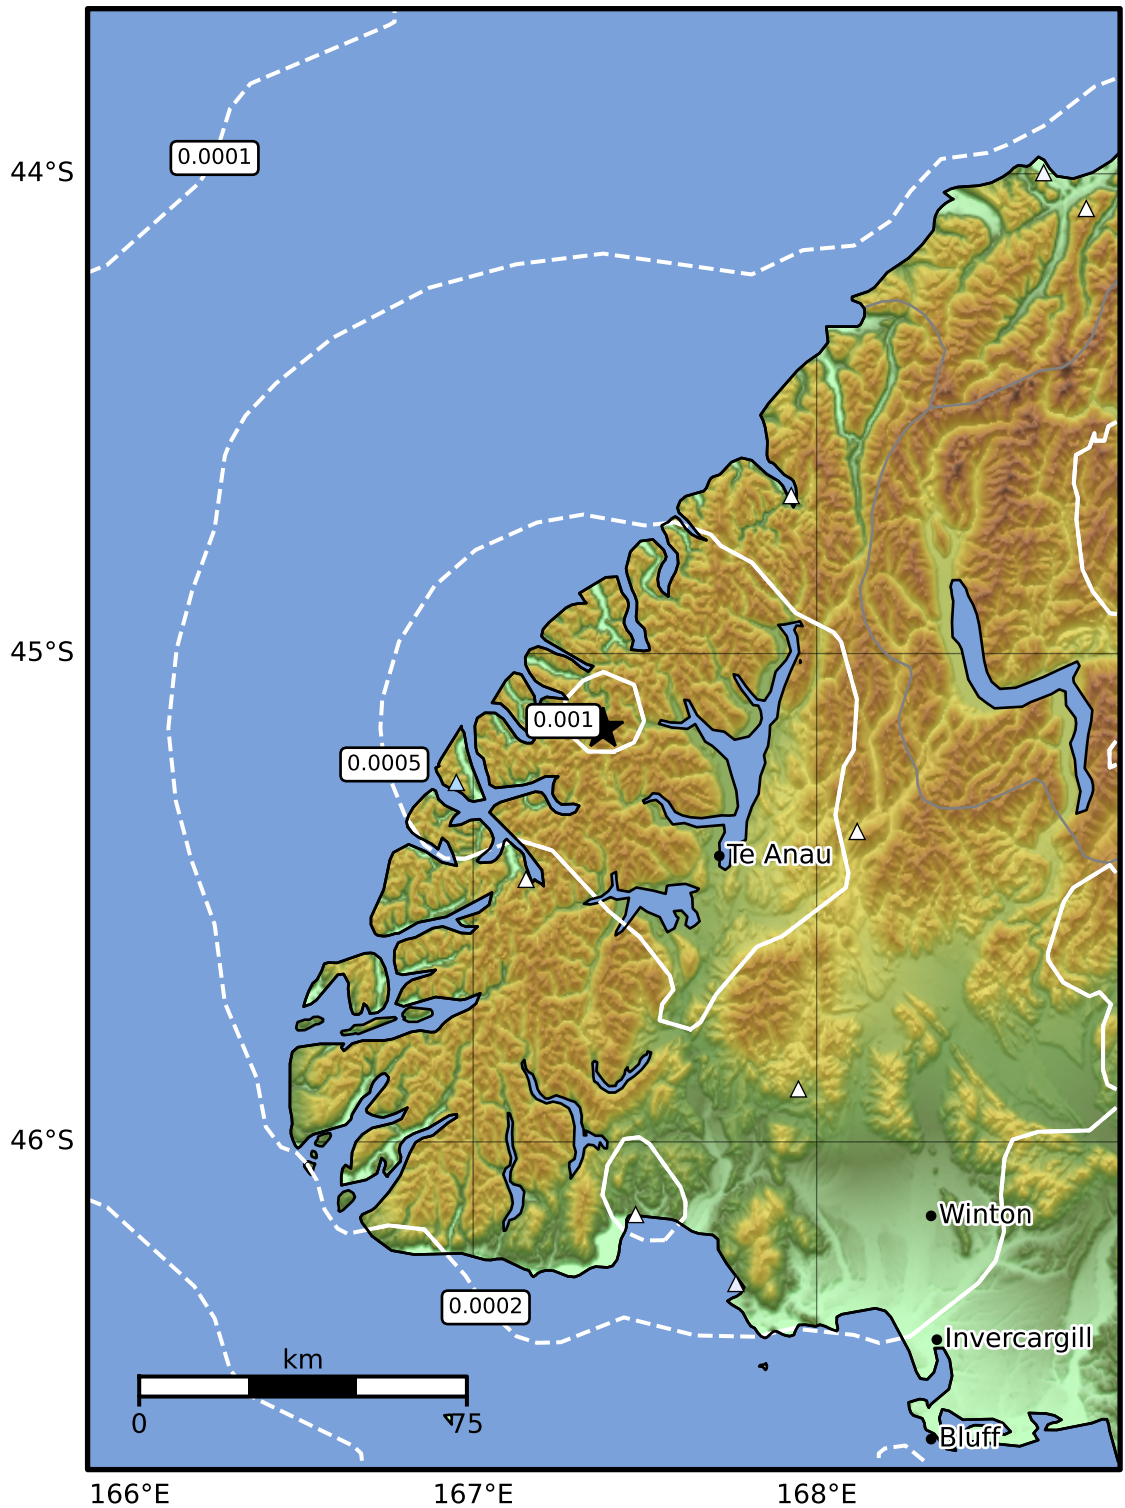 44°S
0.0001
45°S
0.001
0.0005
Te Anau
46°S
Winton
0.0002
Invercargill
km
0
75
Bluff
166°E
167°E
168°E